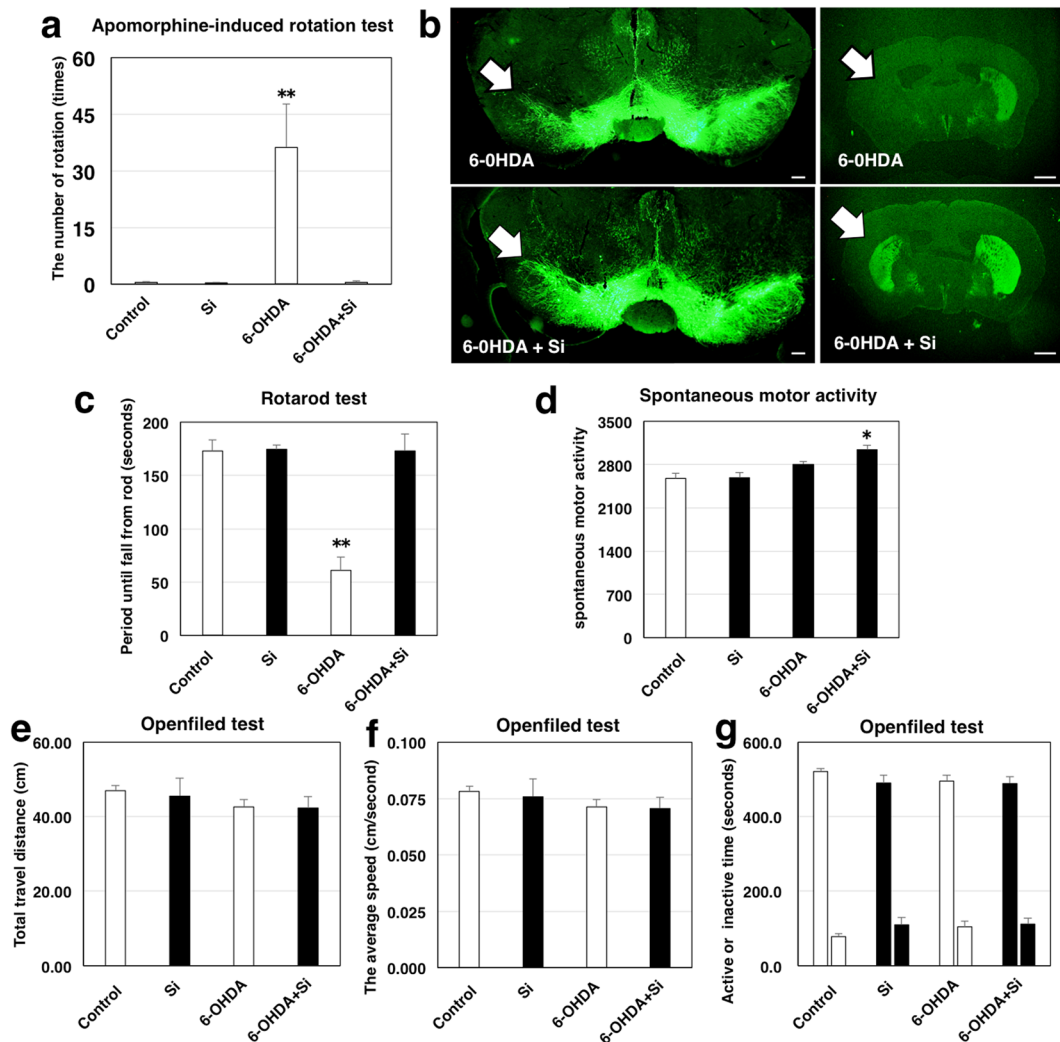 a
Apomorphine-induced rotation test
The number of rotation (times)
60
45
30
15
0
**
Control
Si
6-OHDA
6-OHDA+Si
b
6-0HDA
6-0HDA
6-0HDA + Si
6-0HDA + Si
c
Rotarod test
Period until fall from rod (seconds)
200
150
100
50
0
**
Control
Si
6-OHDA
6-OHDA+Si
d
Spontaneous motor activity
spontaneous motor activity
3500
2800
2100
1400
700
0
*
Control
Si
6-OHDA
6-OHDA+Si
e
Openfiled test
Total travel distance (cm)
60.00
40.00
20.00
0.00
Control
Si
6-OHDA
6-OHDA+Si
f
Openfiled test
The average speed (cm/second)
0.100
0.075
0.050
0.025
0.000
Control
Si
6-OHDA
6-OHDA+Si
g
Openfiled test
Active or inactive time (seconds)
600.0
400.0
200.0
0.0
Control
Si
6-OHDA
6-OHDA+Si